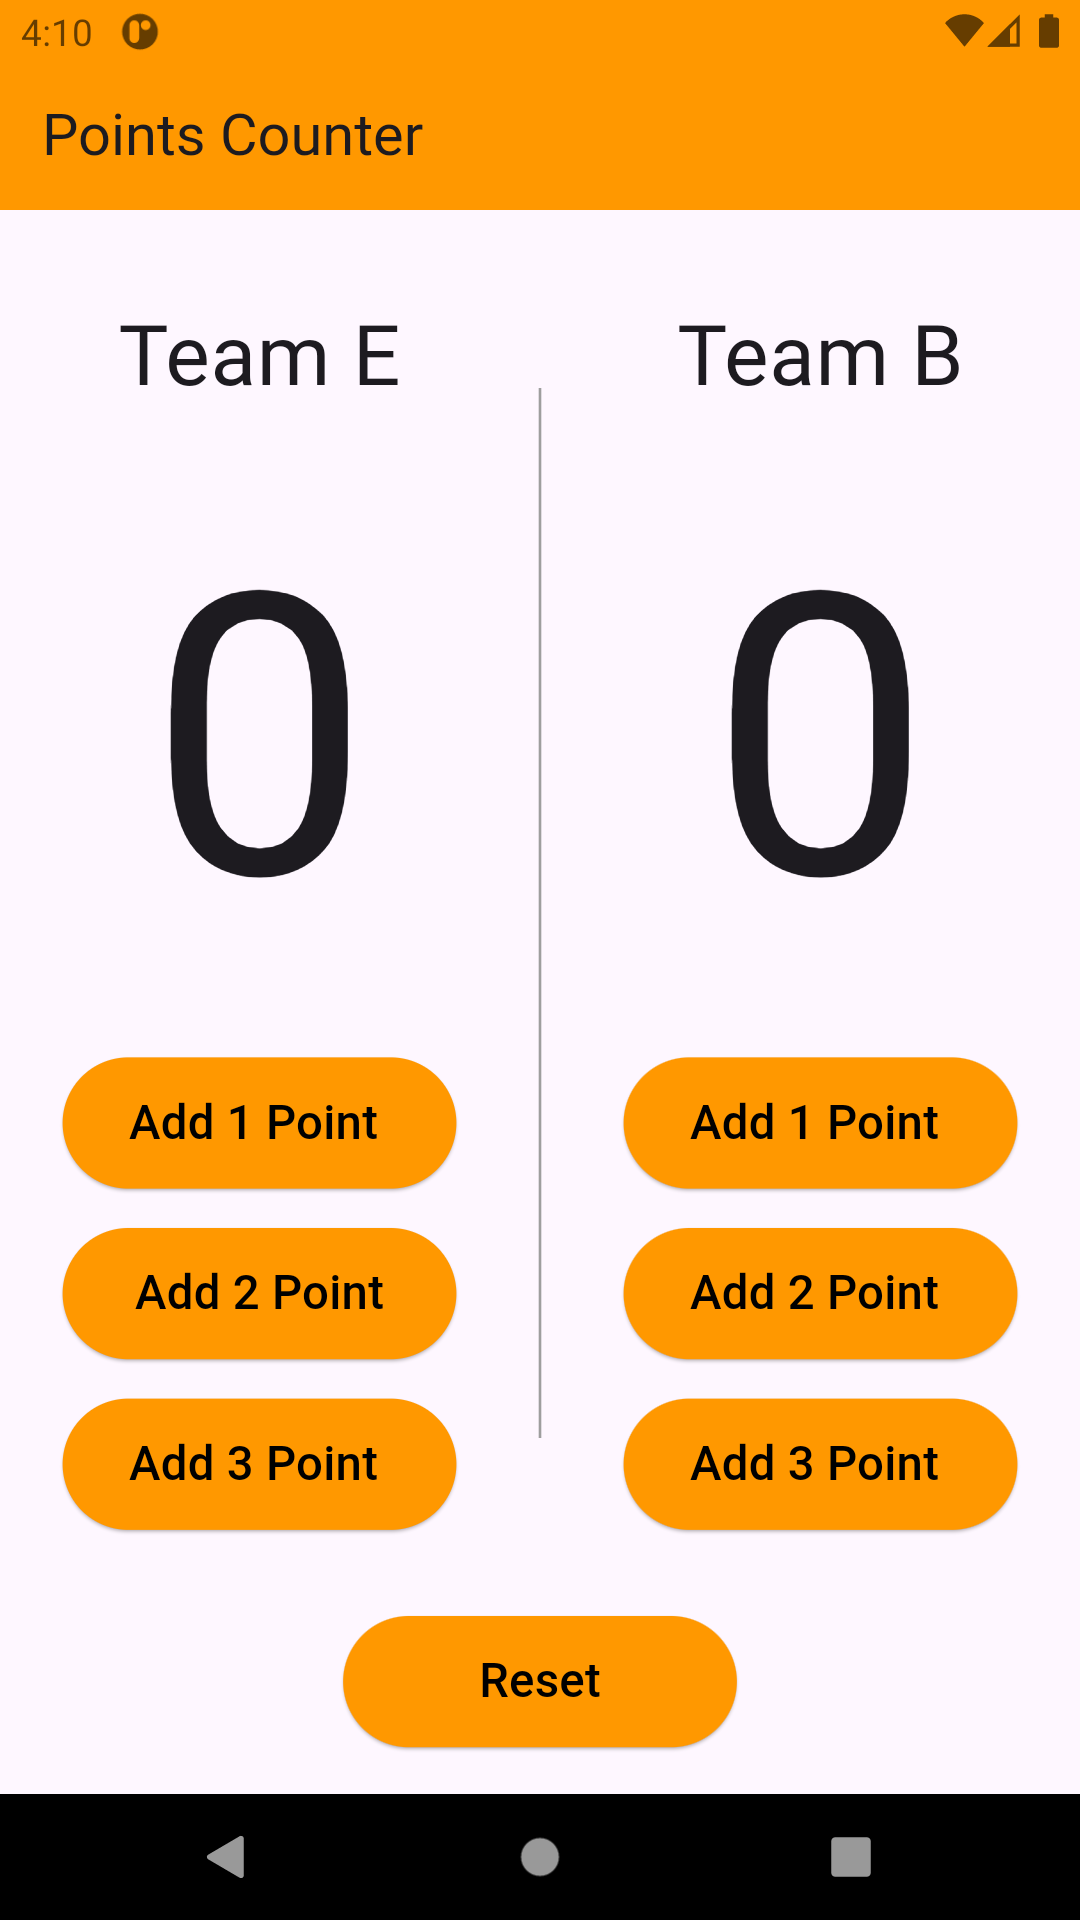 4:10
Points Counter
Team E
Team B
0
0
Add 1 Point
Add 1 Point
Add 2 Point
Add 2 Point
Add 3 Point
Add 3 Point
Reset